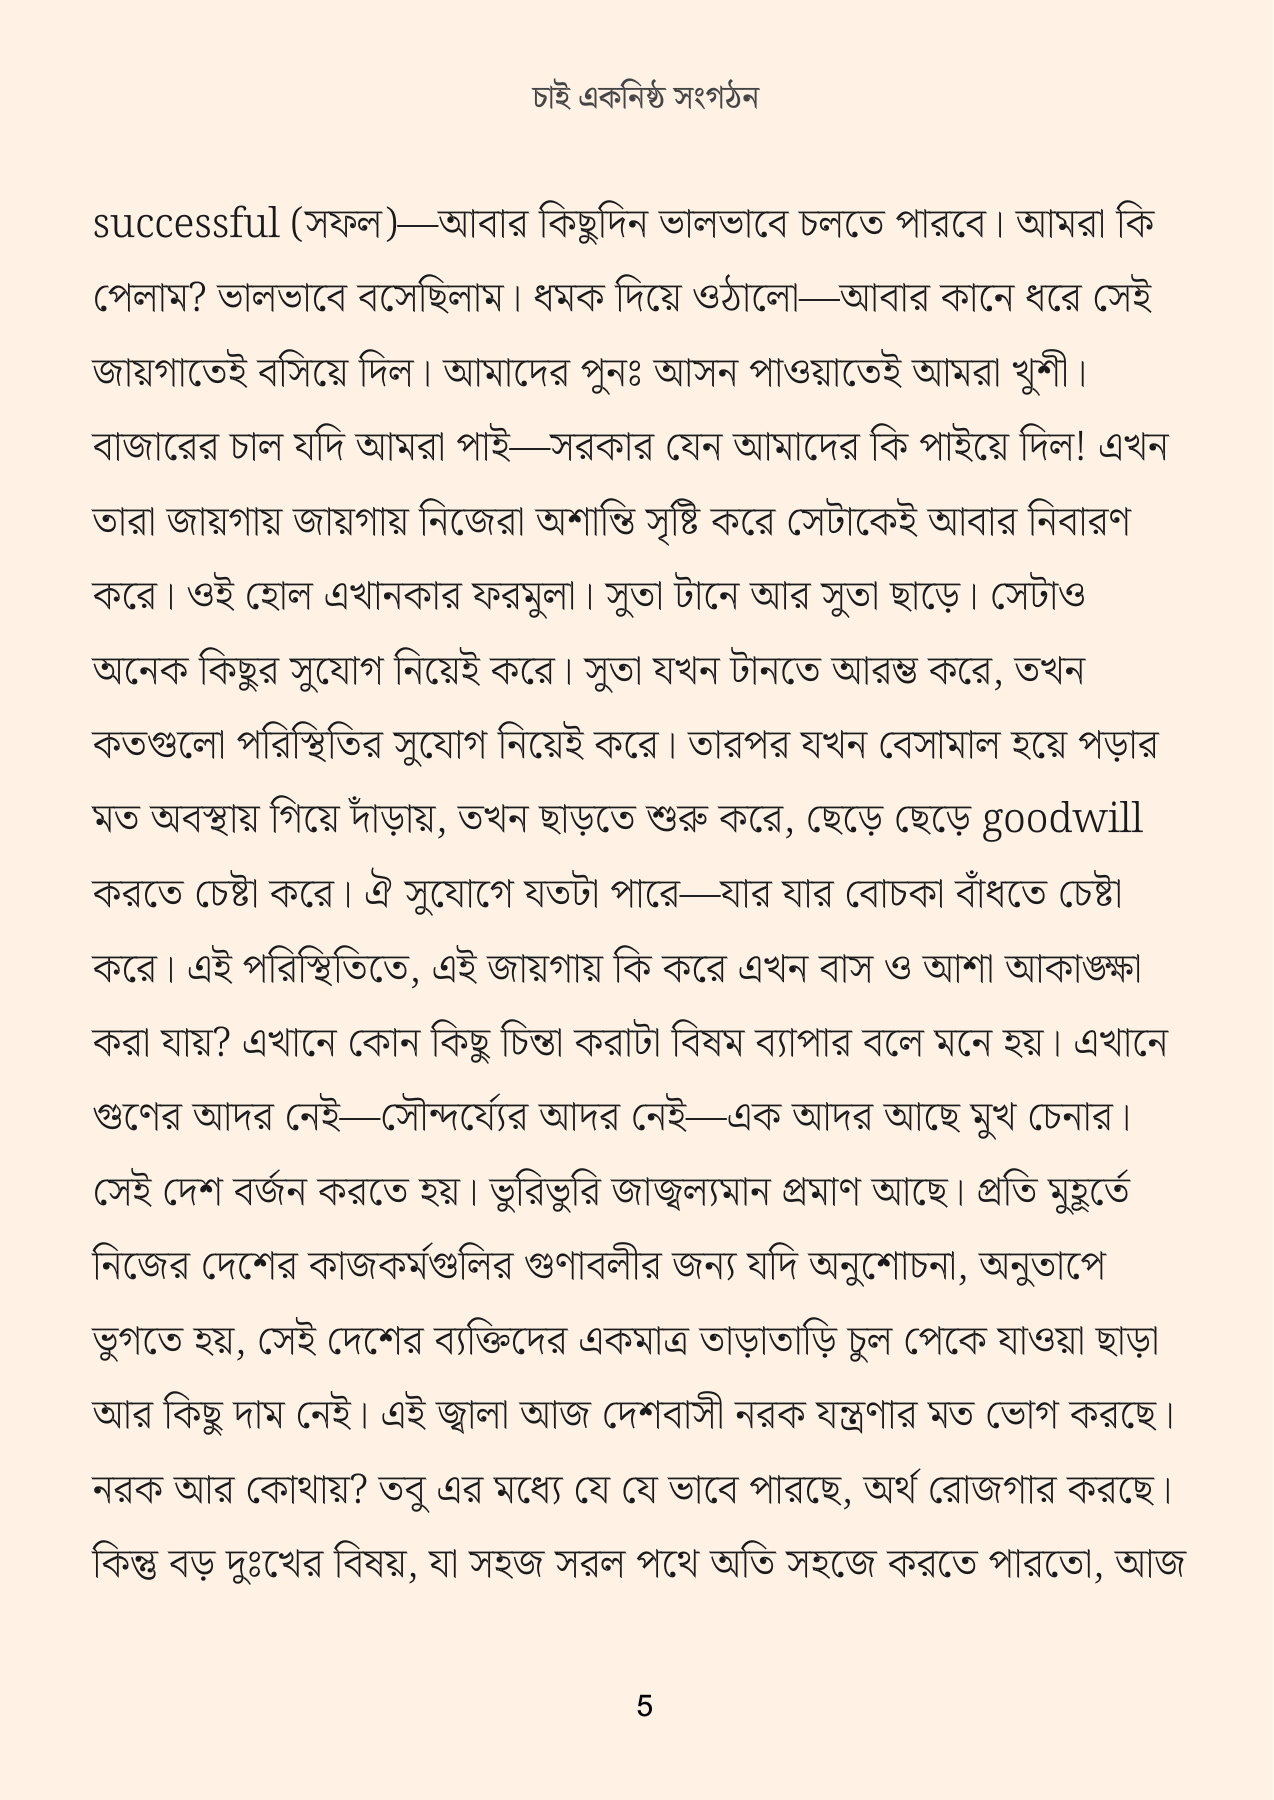 চাই একনিষ্ঠ সংগঠন
successful (সফল)—আবার কিছুদিন ভালভাবে চলতে পারবে। আমরা কি
পেলাম? ভালভাবে বসেছিলাম। ধমক দিয়ে ওঠালো—আবার কানে ধরে সেই
জায়গাতেই বসিয়ে দিল। আমাদের পুনঃ আসন পাওয়াতেই আমরা খুশী।
বাজারের চাল যদি আমরা পাই—সরকার যেন আমাদের কি পাইয়ে দিল! এখন
তারা জায়গায় জায়গায় নিজেরা অশান্তি সৃষ্টি করে সেটাকেই আবার নিবারণ
করে। ওই হোল এখানকার ফরমুলা। সুতা টানে আর সুতা ছাড়ে। সেটাও
অনেক কিছুর সুযোগ নিয়েই করে। সুতা যখন টানতে আরম্ভ করে, তখন
কতগুলো পরিস্থিতির সুযোগ নিয়েই করে। তারপর যখন বেসামাল হয়ে পড়ার
মত অবস্থায় গিয়ে দাঁড়ায়, তখন ছাড়তে শুরু করে, ছেড়ে ছেড়ে goodwill
করতে চেষ্টা করে। ঐ সুযোগে যতটা পারে—যার যার বোচকা বাঁধতে চেষ্টা
করে। এই পরিস্থিতিতে, এই জায়গায় কি করে এখন বাস ও আশা আকাঙ্ক্ষা
করা যায়? এখানে কোন কিছু চিন্তা করাটা বিষম ব্যাপার বলে মনে হয়। এখানে
গুণের আদর নেই—সৌন্দর্য্যের আদর নেই—এক আদর আছে মুখ চেনার।
সেই দেশ বর্জন করতে হয়। ভুরিভুরি জাজ্বল্যমান প্রমাণ আছে। প্রতি মুহূর্তে
নিজের দেশের কাজকর্মগুলির গুণাবলীর জন্য যদি অনুশোচনা, অনুতাপে
ভুগতে হয়, সেই দেশের ব্যক্তিদের একমাত্র তাড়াতাড়ি চুল পেকে যাওয়া ছাড়া
আর কিছু দাম নেই। এই জ্বালা আজ দেশবাসী নরক যন্ত্রণার মত ভোগ করছে।
নরক আর কোথায়? তবু এর মধ্যে যে যে ভাবে পারছে, অর্থ রোজগার করছে।
কিন্তু বড় দুঃখের বিষয়, যা সহজ সরল পথে অতি সহজে করতে পারতো, আজ
5